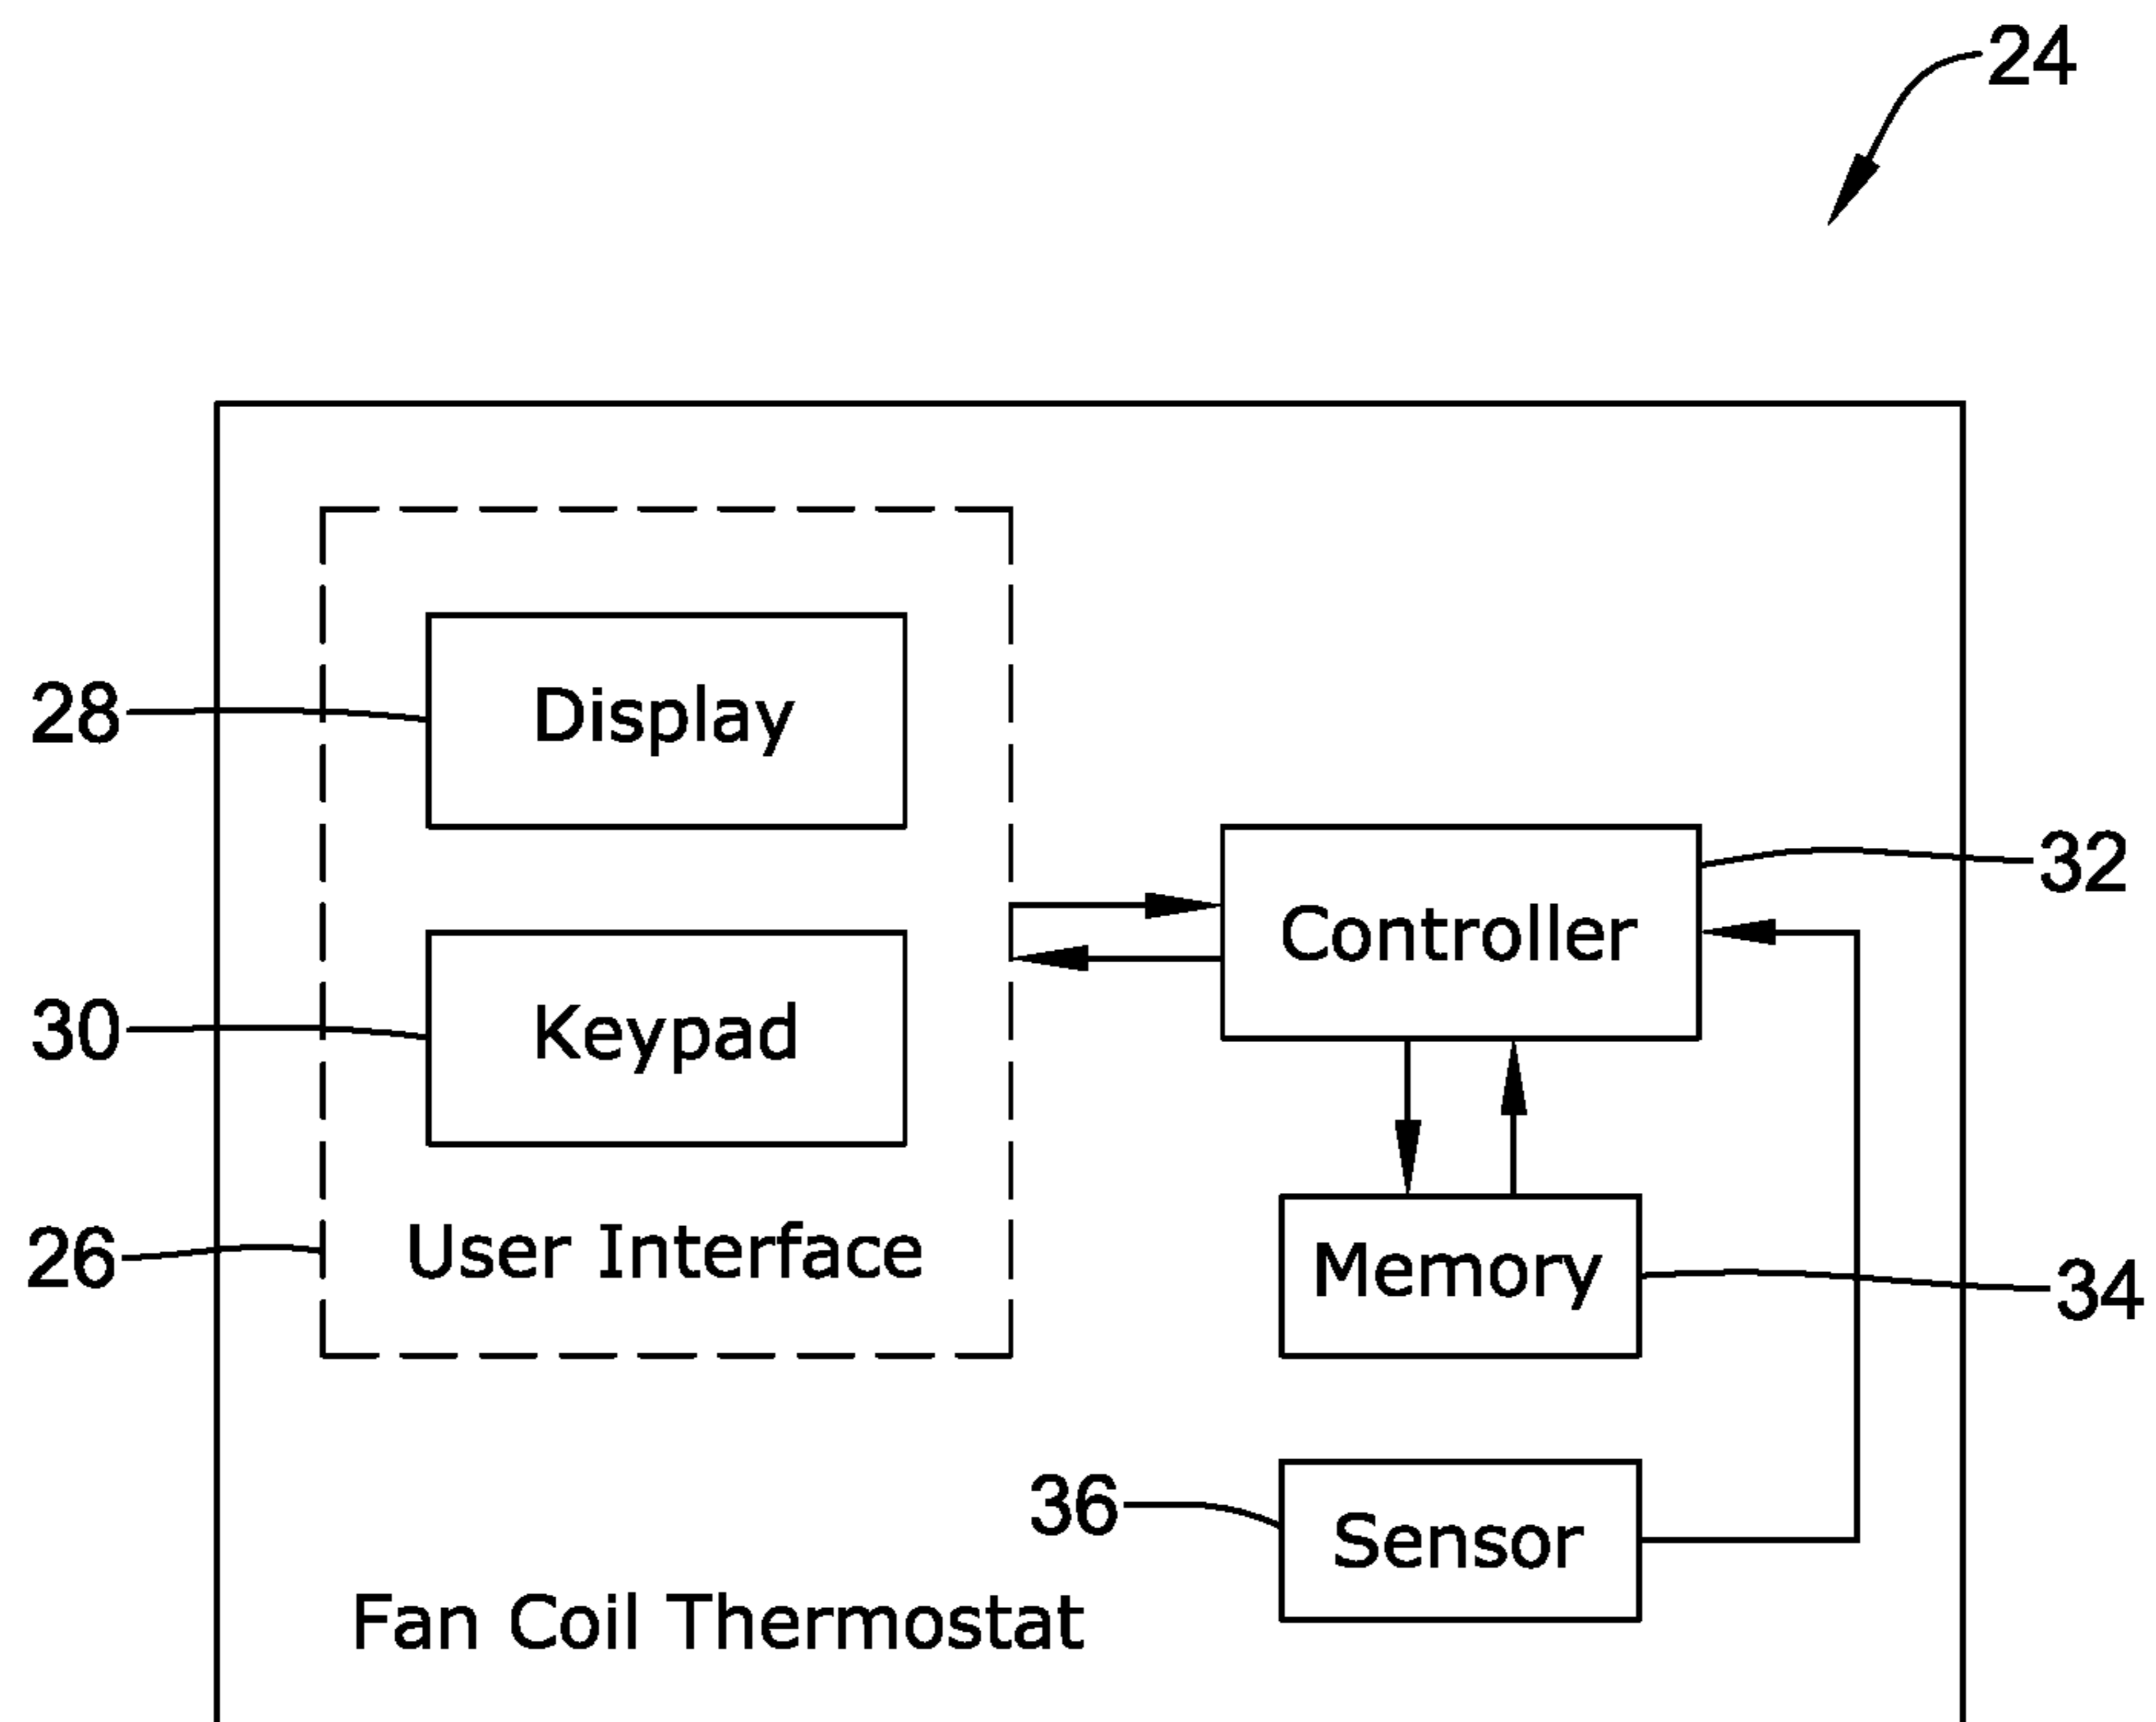 24
28
Display
32
Controller
30
Keypad
26
User Interface
Memory
34
36
Sensor
Fan Coil Thermostat